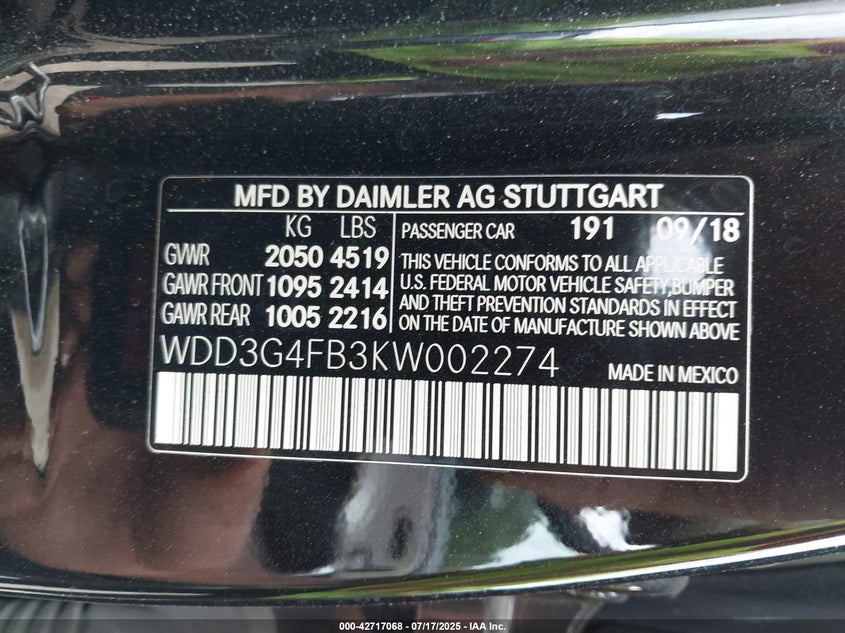 MFD BY DAIMLER AG STUTTGART
KG LBS
GVWR 2050 4519
GAWR FRONT 1095 2414
GAWR REAR 1005 2216
PASSENGER CAR 191 09/18
THIS VEHICLE CONFORMS TO ALL APPLICABLE
U.S. FEDERAL MOTOR VEHICLE SAFETY, BUMPER
AND THEFT PREVENTION STANDARDS IN EFFECT
ON THE DATE OF MANUFACTURE SHOWN ABOVE
WDD3G4FB3KW002274
MADE IN MEXICO
000-42717068 | 07/17/2025 - IAA Inc.